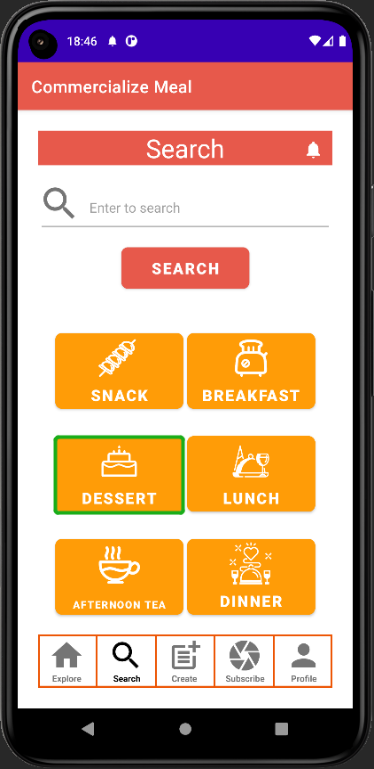 18:46
Commercialize Meal
Search
Enter to search
SEARCH
SNACK
BREAKFAST
DESSERT
LUNCH
AFTERNOON TEA
DINNER
Explore
Search
Create
Subscribe
Profile